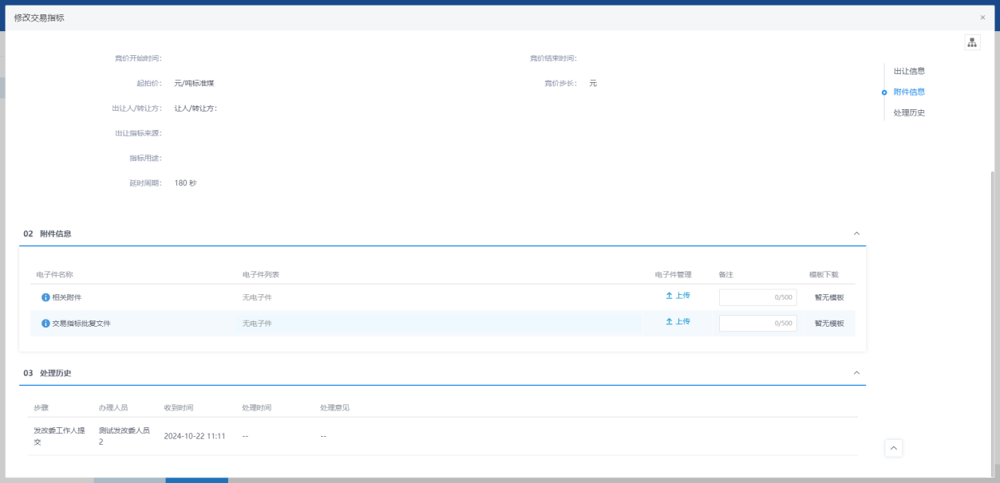 修改交易指标
×
竞价开始时间：
竞价结束时间：
起拍价： 元/吨标准煤
竞价步长： 元
出让信息
附件信息
处理历史
出让人/转让方： 让人/转让方：
出让指标来源：
指标用途：
延时周期： 180 秒
02 附件信息
电子件名称 电子件列表 电子件管理 备注 模板下载
相关附件 无电子件 上传 0/500 暂无模板
交易指标批复文件 无电子件 上传 0/500 暂无模板
03 处理历史
步骤 办理人员 收到时间 处理时间 处理意见
发改委工作人提
交
测试发改委人员
2
2024-10-22 11:11 -- --